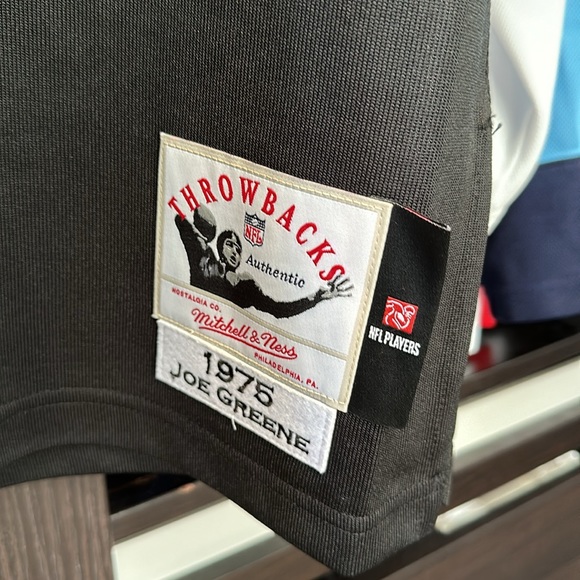 THROWBACKS
NFL
Authentic
NOSTALGIA CO.
Mitchell & Ness
PHILADELPHIA, PA.
1975
JOE GREENE
NFL PLAYERS